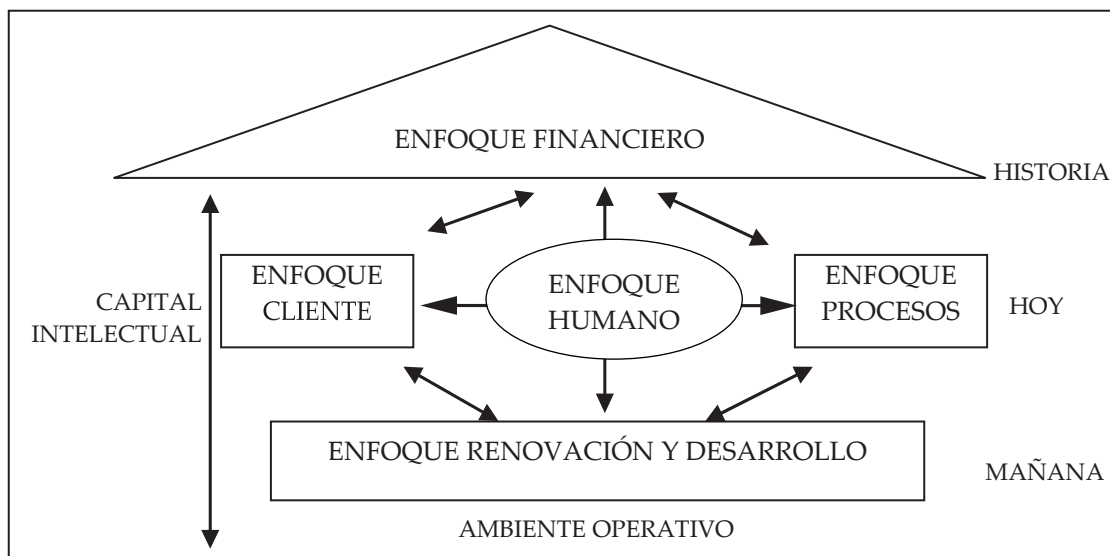 ENFOQUE FINANCIERO
HISTORIA
ENFOQUE
CLIENTE
ENFOQUE
HUMANO
ENFOQUE
PROCESOS
CAPITAL
INTELECTUAL
HOY
ENFOQUE RENOVACIÓN Y DESARROLLO
MAÑANA
AMBIENTE OPERATIVO